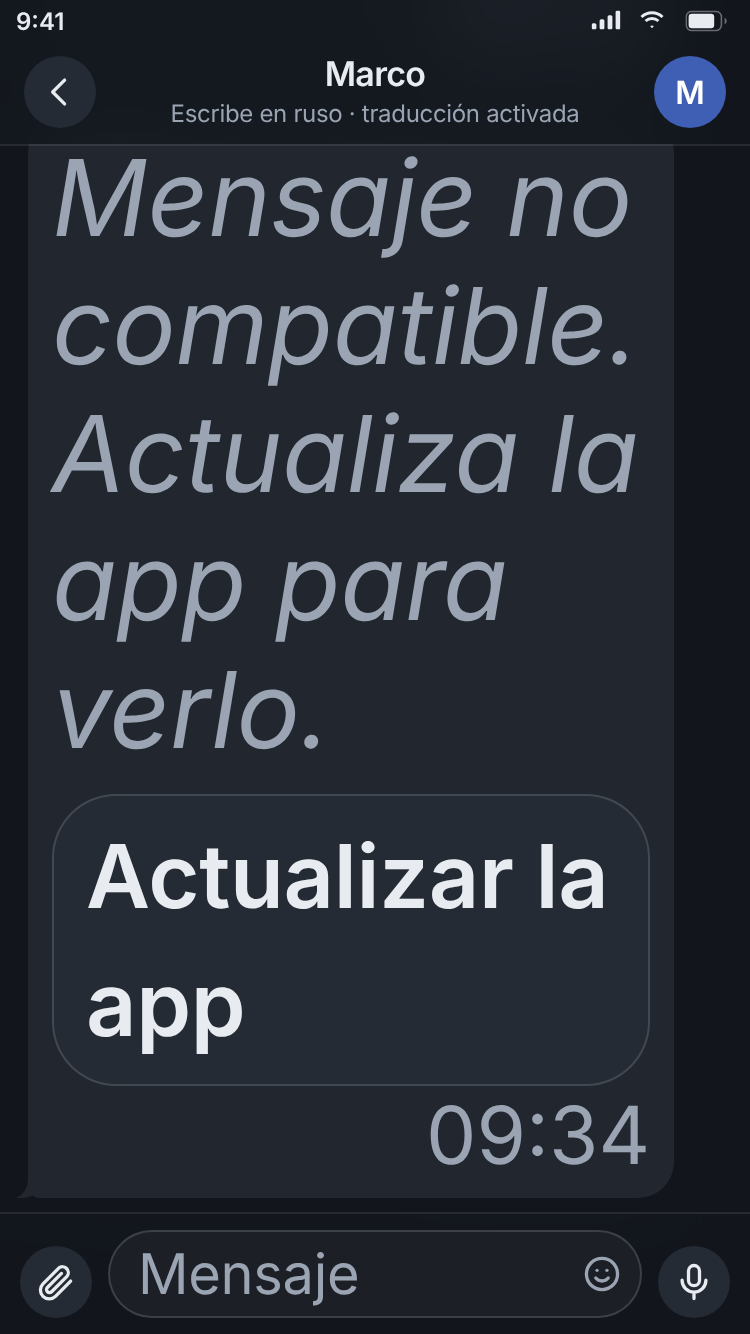 9:41
Marco
Escribe en ruso · traducción activada
M
Mensaje no
compatible.
Actualiza la
app para
verlo.
Actualizar la
app
09:34
Mensaje